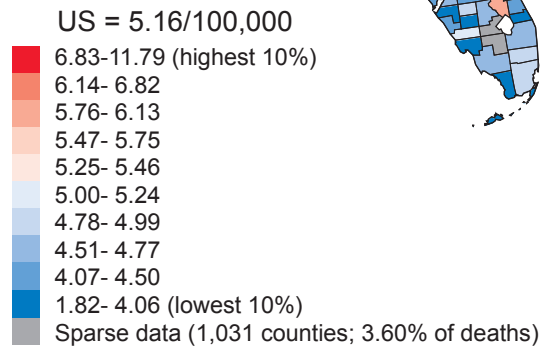 US = 5.16/100,000
6.83-11.79 (highest 10%)
6.14- 6.82
5.76- 6.13
5.47- 5.75
5.25- 5.46
5.00- 5.24
4.78- 4.99
4.51- 4.77
4.07- 4.50
1.82- 4.06 (lowest 10%)
Sparse data (1,031 counties; 3.60% of deaths)